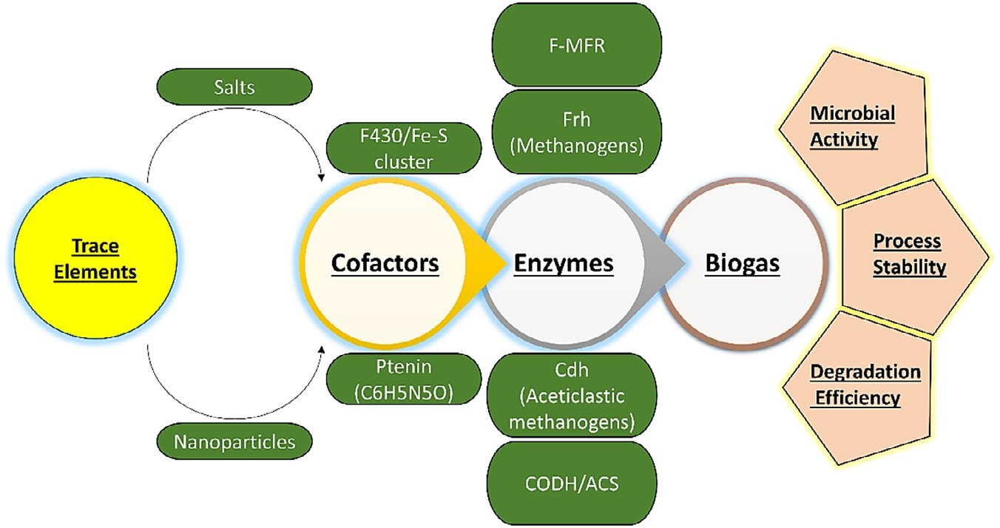 F-MFR
Salts
Frh
(Methanogens)
F430/Fe-S
cluster
Microbial
Activity
Trace
Elements
Cofactors
Enzymes
Biogas
Process
Stability
Ptenin
(C6H5N5O)
Cdh
(Aceticlastic
methanogens)
Degradation
Efficiency
Nanoparticles
CODH/ACS